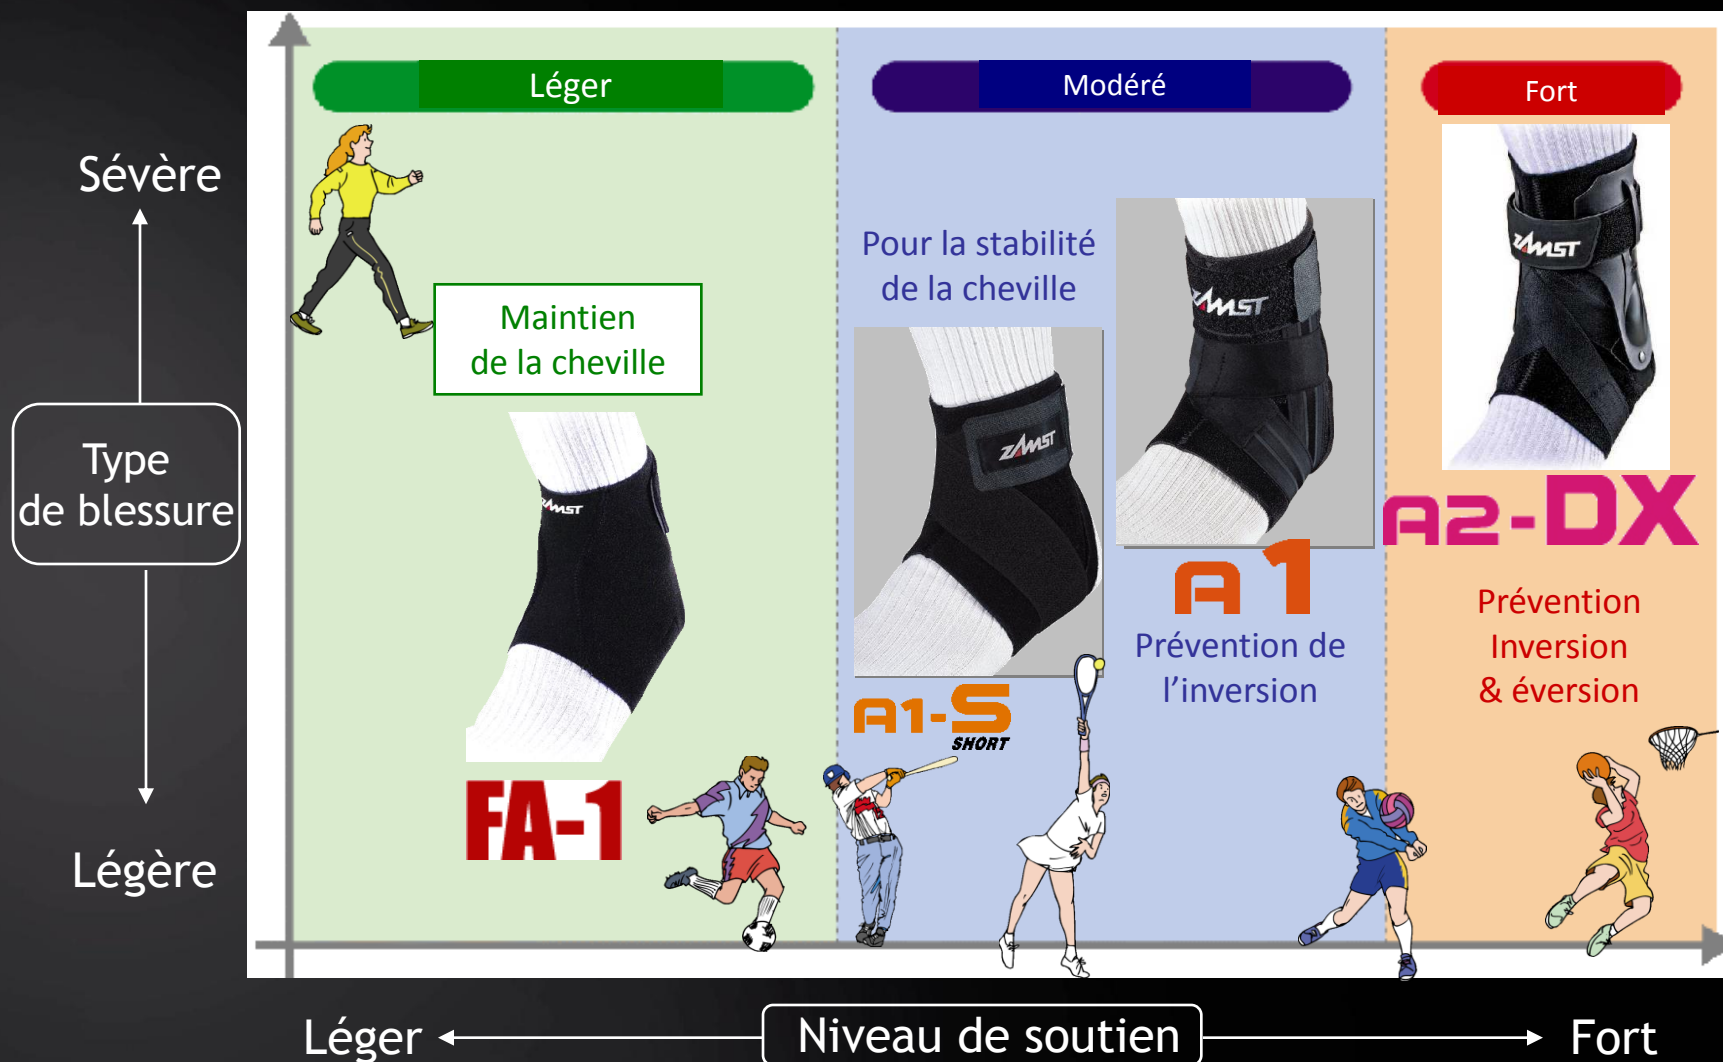 Léger
Modéré
Fort
Sévère
Type
de blessure
Légère
Maintien
de la cheville
ZAMST
FA-1
Pour la stabilité
de la cheville
ZAMST
A1-S
SHORT
ZAMST
A1
Prévention de
l’inversion
ZAMST
A2-DX
Prévention
Inversion
& éversion
Léger
Niveau de soutien
Fort